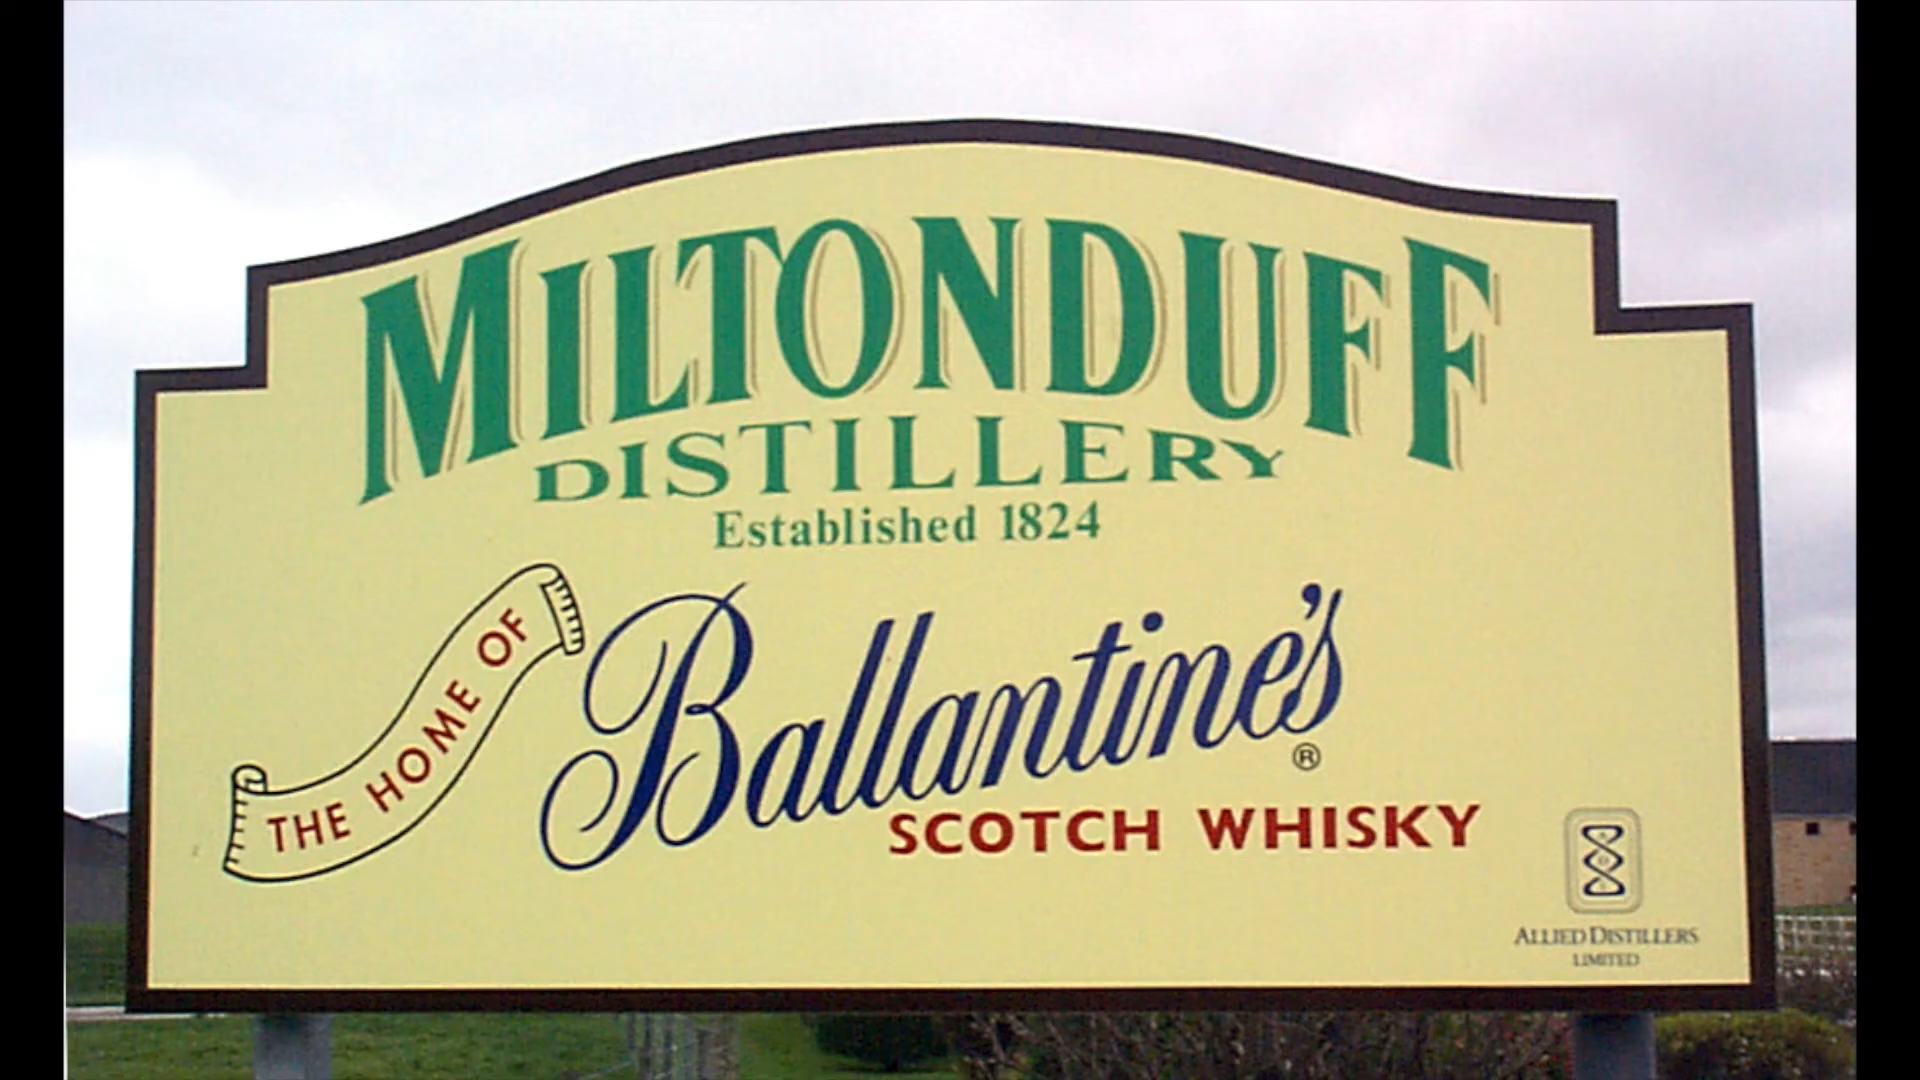 MILTONDUFF
DISTILLERY
Established 1824
THE HOME OF
Ballantine's
®
SCOTCH WHISKY
ALLIED DISTILLERS
LIMITED